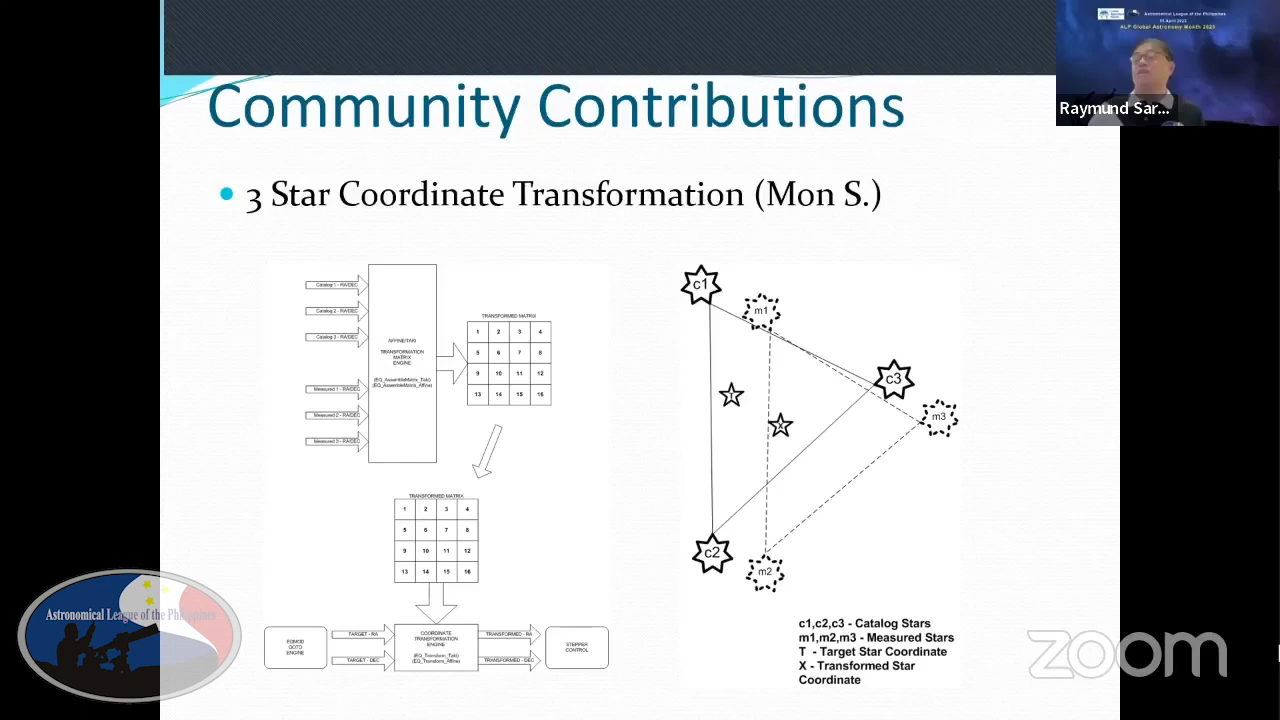 Astronomical League of the Philippines
ALP Global Astronomy Month 2023
Raymund Sar...
Community Contributions
3 Star Coordinate Transformation (Mon S.)
Catalog 1 - RA/DEC
Catalog 2 - RA/DEC
Catalog 3 - RA/DEC
Measured 1 - RA/DEC
Measured 2 - RA/DEC
Measured 3 - RA/DEC
AFFINE/TAKI
TRANSFORMATION
MATRIX
ENGINE
(EQ_AssembleMatrix_Taki)
(EQ_AssembleMatrix_Affine)
TRANSFORMED MATRIX
1 2 3 4
5 6 7 8
9 10 11 12
13 14 15 16
TRANSFORMED MATRIX
1 2 3 4
5 6 7 8
9 10 11 12
13 14 15 16
EQMOD
GOTO
ENGINE
TARGET - RA
TARGET - DEC
COORDINATE
TRANSFORMATION
ENGINE
(EQ_Transform_Taki)
(EQ_Transform_Affine)
TRANSFORMED - RA
TRANSFORMED - DEC
STEPPER
CONTROL
c1
m1
c3
m3
T
X
c2
m2
c1,c2,c3 - Catalog Stars
m1,m2,m3 - Measured Stars
T - Target Star Coordinate
X - Transformed Star
Coordinate
Astronomical League of the Philippines
zoom